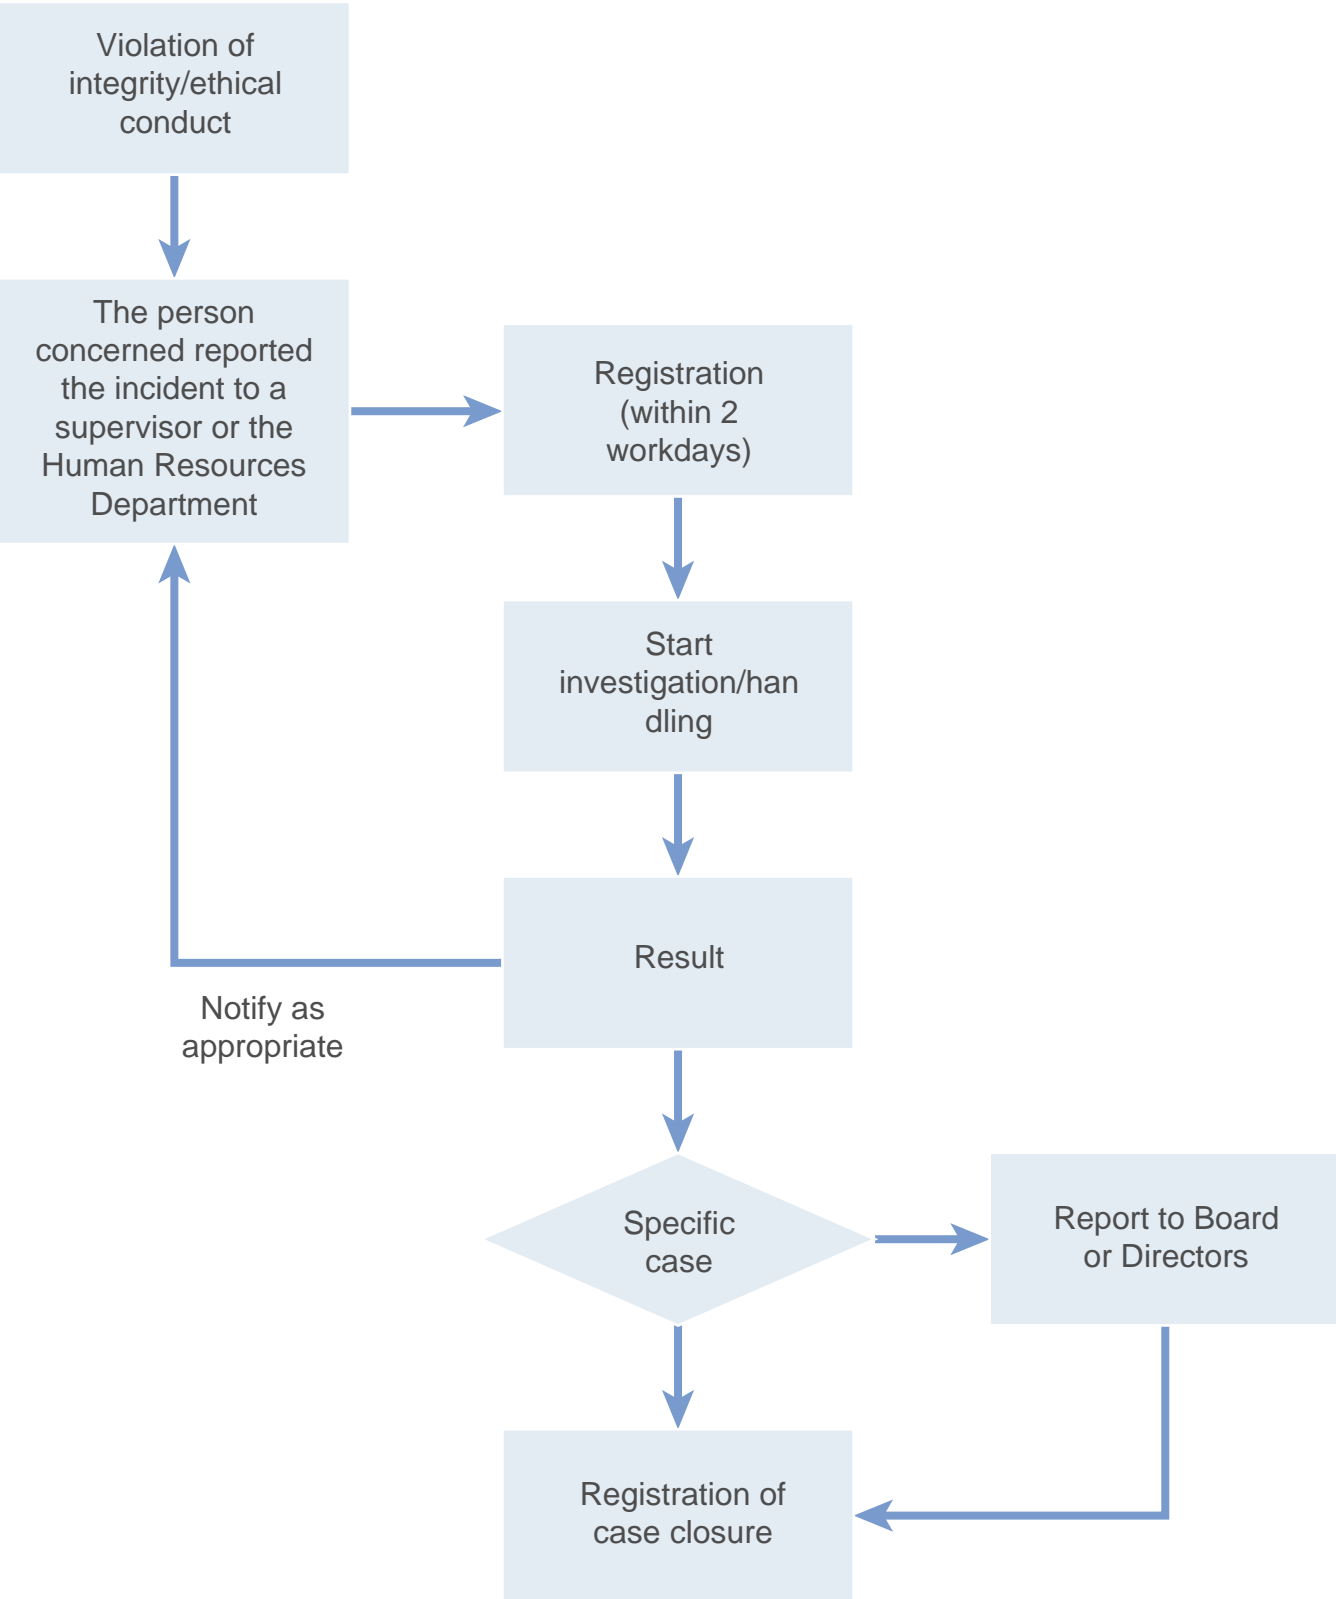 Violation of
integrity/ethical
conduct
The person
concerned reported
the incident to a
supervisor or the
Human Resources
Department
Registration
(within 2
workdays)
Start
investigation/han
dling
Result
Notify as
appropriate
Specific
case
Report to Board
or Directors
Registration of
case closure